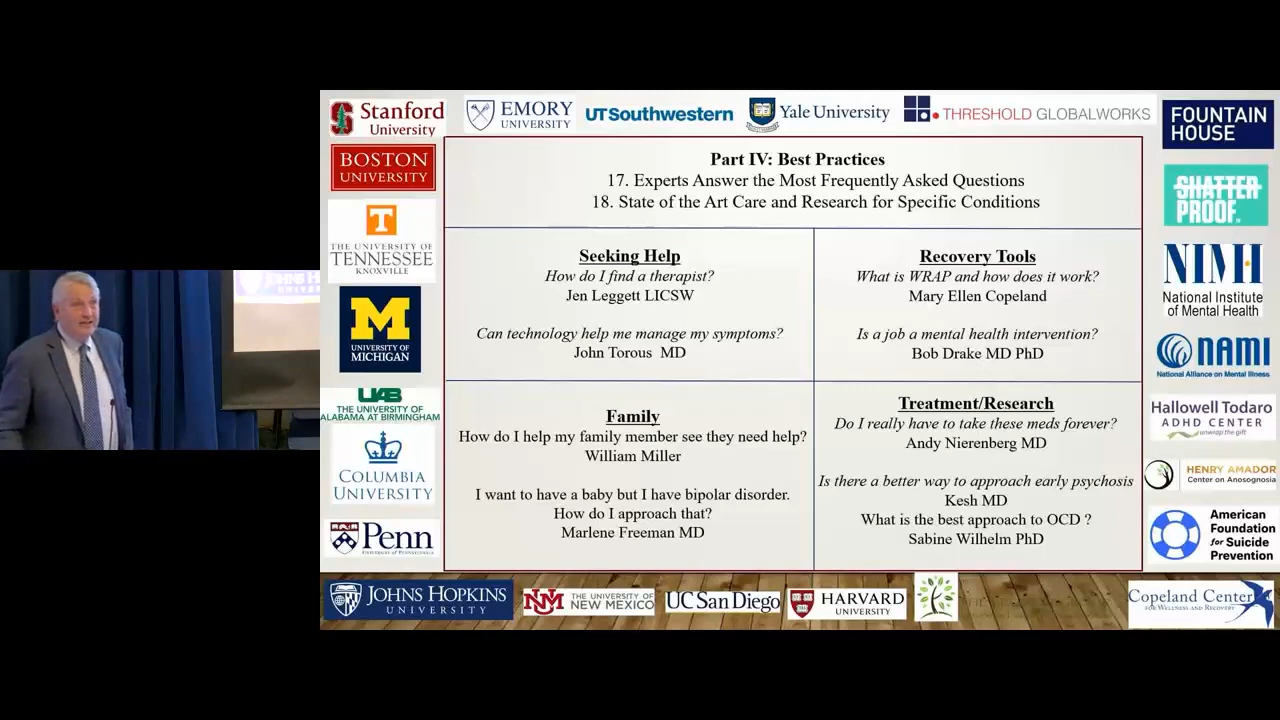 Stanford
University
EMORY
UNIVERSITY
UTSouthwestern
Yale University
THRESHOLD GLOBALWORKS
FOUNTAIN
HOUSE
BOSTON
UNIVERSITY
T
THE UNIVERSITY OF
TENNESSEE
KNOXVILLE
M
UNIVERSITY OF
MICHIGAN
UAB
THE UNIVERSITY OF
ALABAMA AT BIRMINGHAM
COLUMBIA
UNIVERSITY
Penn
UNIVERSITY of PENNSYLVANIA
Part IV: Best Practices
17. Experts Answer the Most Frequently Asked Questions
18. State of the Art Care and Research for Specific Conditions
Seeking Help
How do I find a therapist?
Jen Leggett LICSW
Can technology help me manage my symptoms?
John Torous MD
Recovery Tools
What is WRAP and how does it work?
Mary Ellen Copeland
Is a job a mental health intervention?
Bob Drake MD PhD
Family
How do I help my family member see they need help?
William Miller
I want to have a baby but I have bipolar disorder.
How do I approach that?
Marlene Freeman MD
Treatment/Research
Do I really have to take these meds forever?
Andy Nierenberg MD
Is there a better way to approach early psychosis
Kesh MD
What is the best approach to OCD ?
Sabine Wilhelm PhD
SHATTER
PROOF
NIMH
National Institute
of Mental Health
NAMI
National Alliance on Mental Illness
Hallowell Todaro
ADHD CENTER
unwrap the gift
HENRY AMADOR
Center on Anosognosia
American
Foundation
for Suicide
Prevention
JOHNS HOPKINS
UNIVERSITY
NM
THE UNIVERSITY OF
NEW MEXICO
UC San Diego
HARVARD
UNIVERSITY
Copeland Center
FOR WELLNESS AND RECOVERY